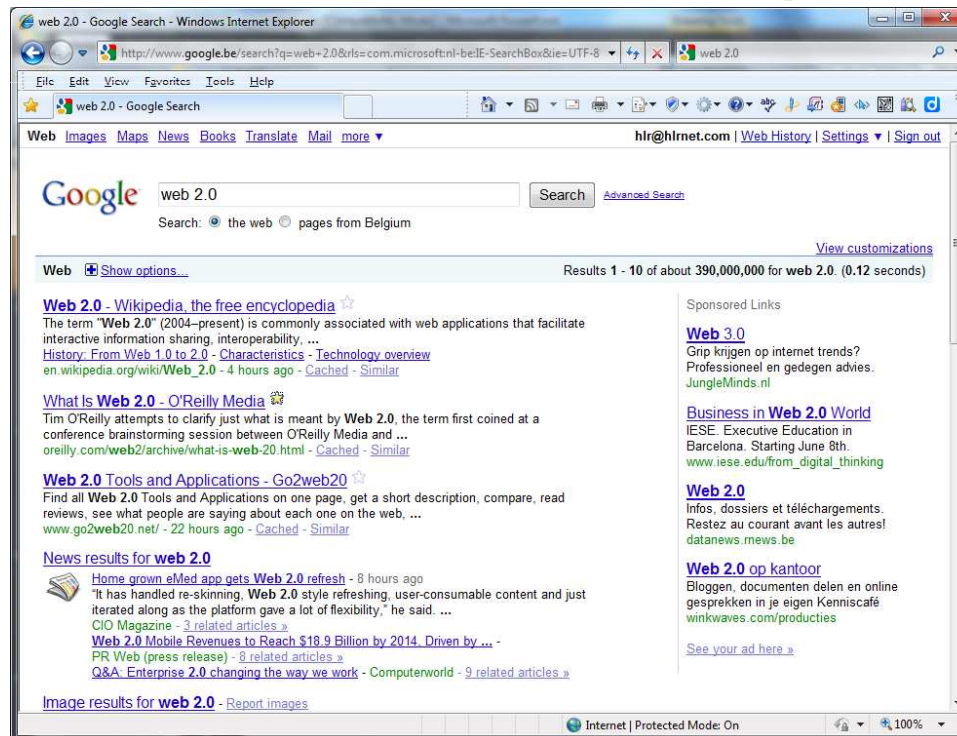 web 2.0 - Google Search - Windows Internet Explorer
http://www.google.be/search?q=web+2.0&rls=com.microsoft:nl-be:IE-SearchBox&ie=UTF-8
web 2.0
File Edit View Favorites Tools Help
web 2.0 - Google Search
Web Images Maps News Books Translate Mail more ▼
hlr@hlrnet.com | Web History | Settings ▼ | Sign out
Google
web 2.0
Search
Advanced Search
Search: the web pages from Belgium
View customizations
Web Show options...
Results 1 - 10 of about 390,000,000 for web 2.0. (0.12 seconds)
Web 2.0 - Wikipedia, the free encyclopedia
The term "Web 2.0" (2004–present) is commonly associated with web applications that facilitate
interactive information sharing, interoperability, ...
History: From Web 1.0 to 2.0 - Characteristics - Technology overview
en.wikipedia.org/wiki/Web_2.0 - 4 hours ago - Cached - Similar
What Is Web 2.0 - O'Reilly Media
Tim O'Reilly attempts to clarify just what is meant by Web 2.0, the term first coined at a
conference brainstorming session between O'Reilly Media and ...
oreilly.com/web2/archive/what-is-web-20.html - Cached - Similar
Web 2.0 Tools and Applications - Go2web20
Find all Web 2.0 Tools and Applications on one page, get a short description, compare, read
reviews, see what people are saying about each one on the web, ...
www.go2web20.net/ - 22 hours ago - Cached - Similar
News results for web 2.0
Home grown eMed app gets Web 2.0 refresh - 8 hours ago
“It has handled re-skinning, Web 2.0 style refreshing, user-consumable content and just
iterated along as the platform gave a lot of flexibility,” he said. ...
CIO Magazine - 3 related articles »
Web 2.0 Mobile Revenues to Reach $18.9 Billion by 2014, Driven by ... -
PR Web (press release) - 8 related articles »
Q&A: Enterprise 2.0 changing the way we work - Computerworld - 9 related articles »
Image results for web 2.0 - Report images
Sponsored Links
Web 3.0
Grip krijgen op internet trends?
Professioneel en gedegen advies.
JungleMinds.nl
Business in Web 2.0 World
IESE. Executive Education in
Barcelona. Starting June 8th.
www.iese.edu/from_digital_thinking
Web 2.0
Infos, dossiers et téléchargements.
Restez au courant avant les autres!
datanews.rnews.be
Web 2.0 op kantoor
Bloggen, documenten delen en online
gesprekken in je eigen Kenniscafé
winkwaves.com/producties
See your ad here »
Internet | Protected Mode: On
100%